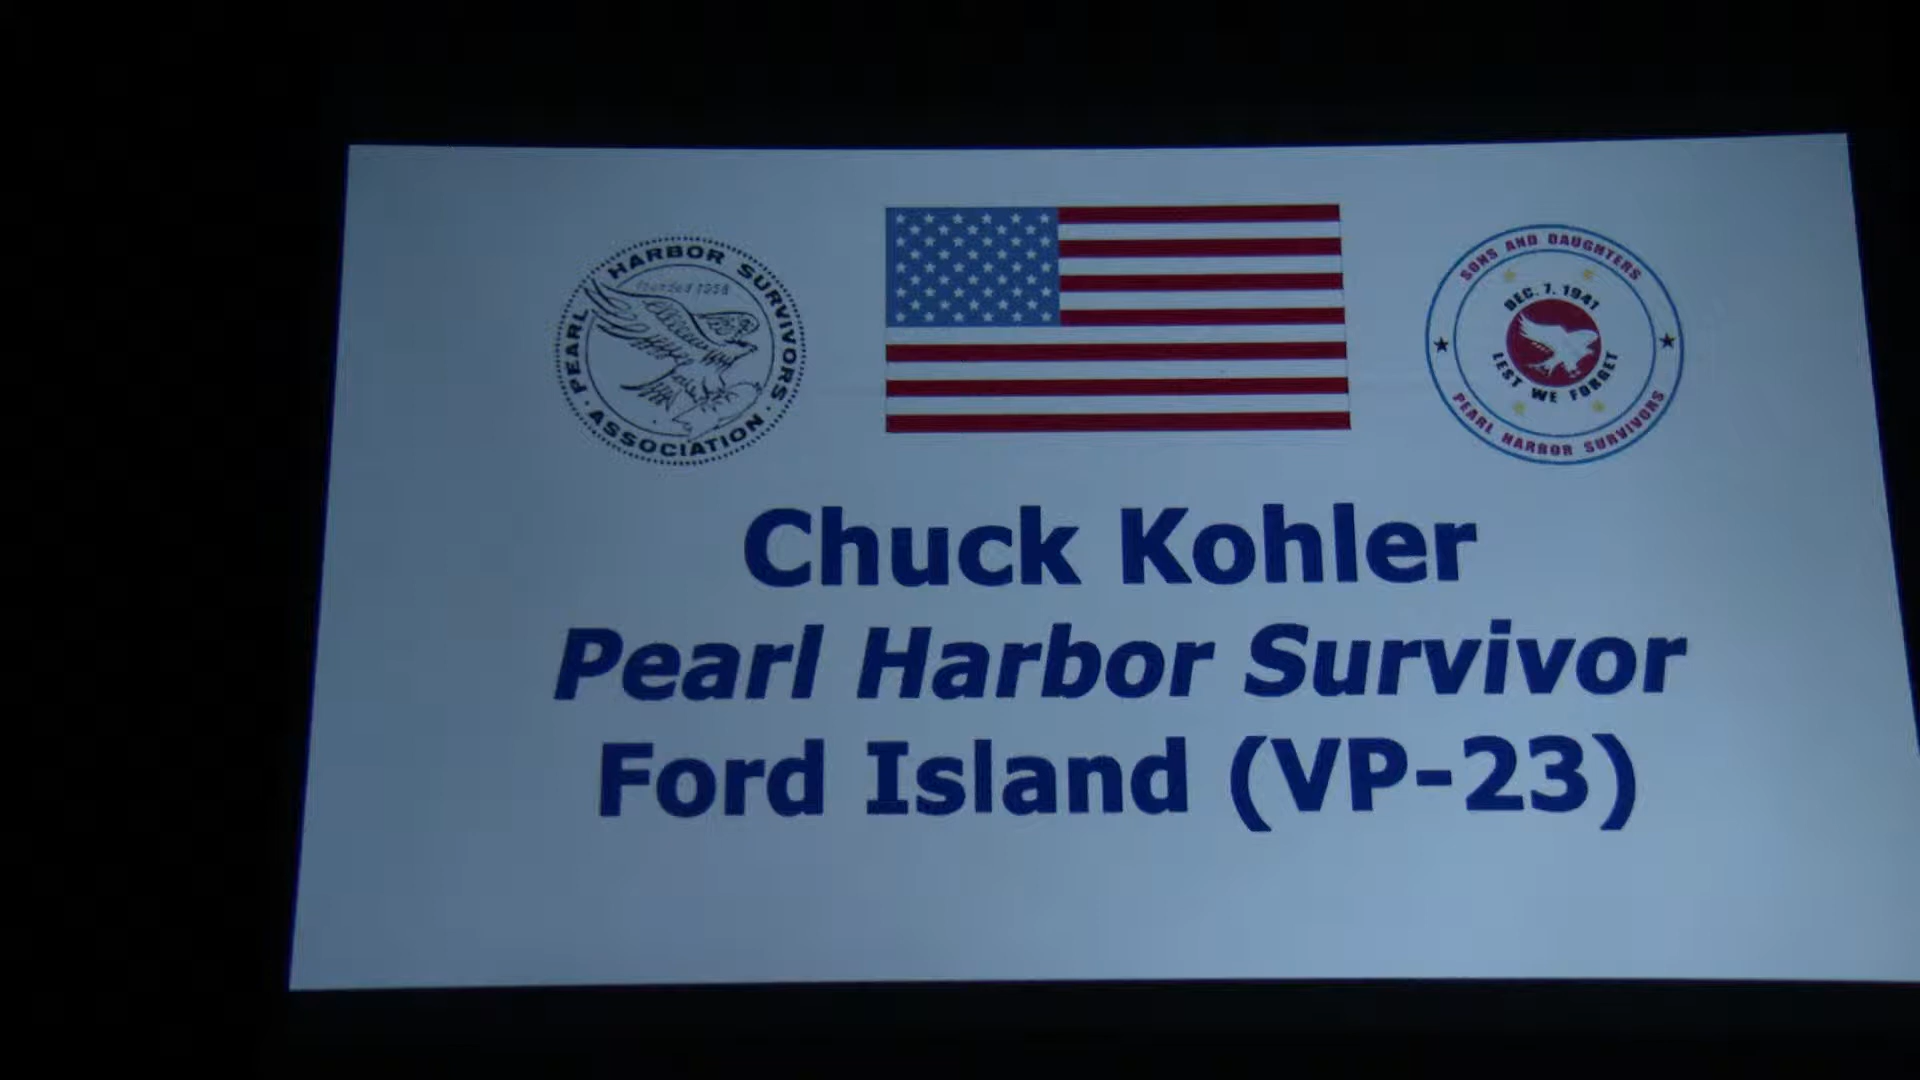 PEARL HARBOR SURVIVORS
founded 1958
ASSOCIATION
SONS AND DAUGHTERS
DEC. 7, 1941
LEST WE FORGET
PEARL HARBOR SURVIVORS
Chuck Kohler
Pearl Harbor Survivor
Ford Island (VP-23)